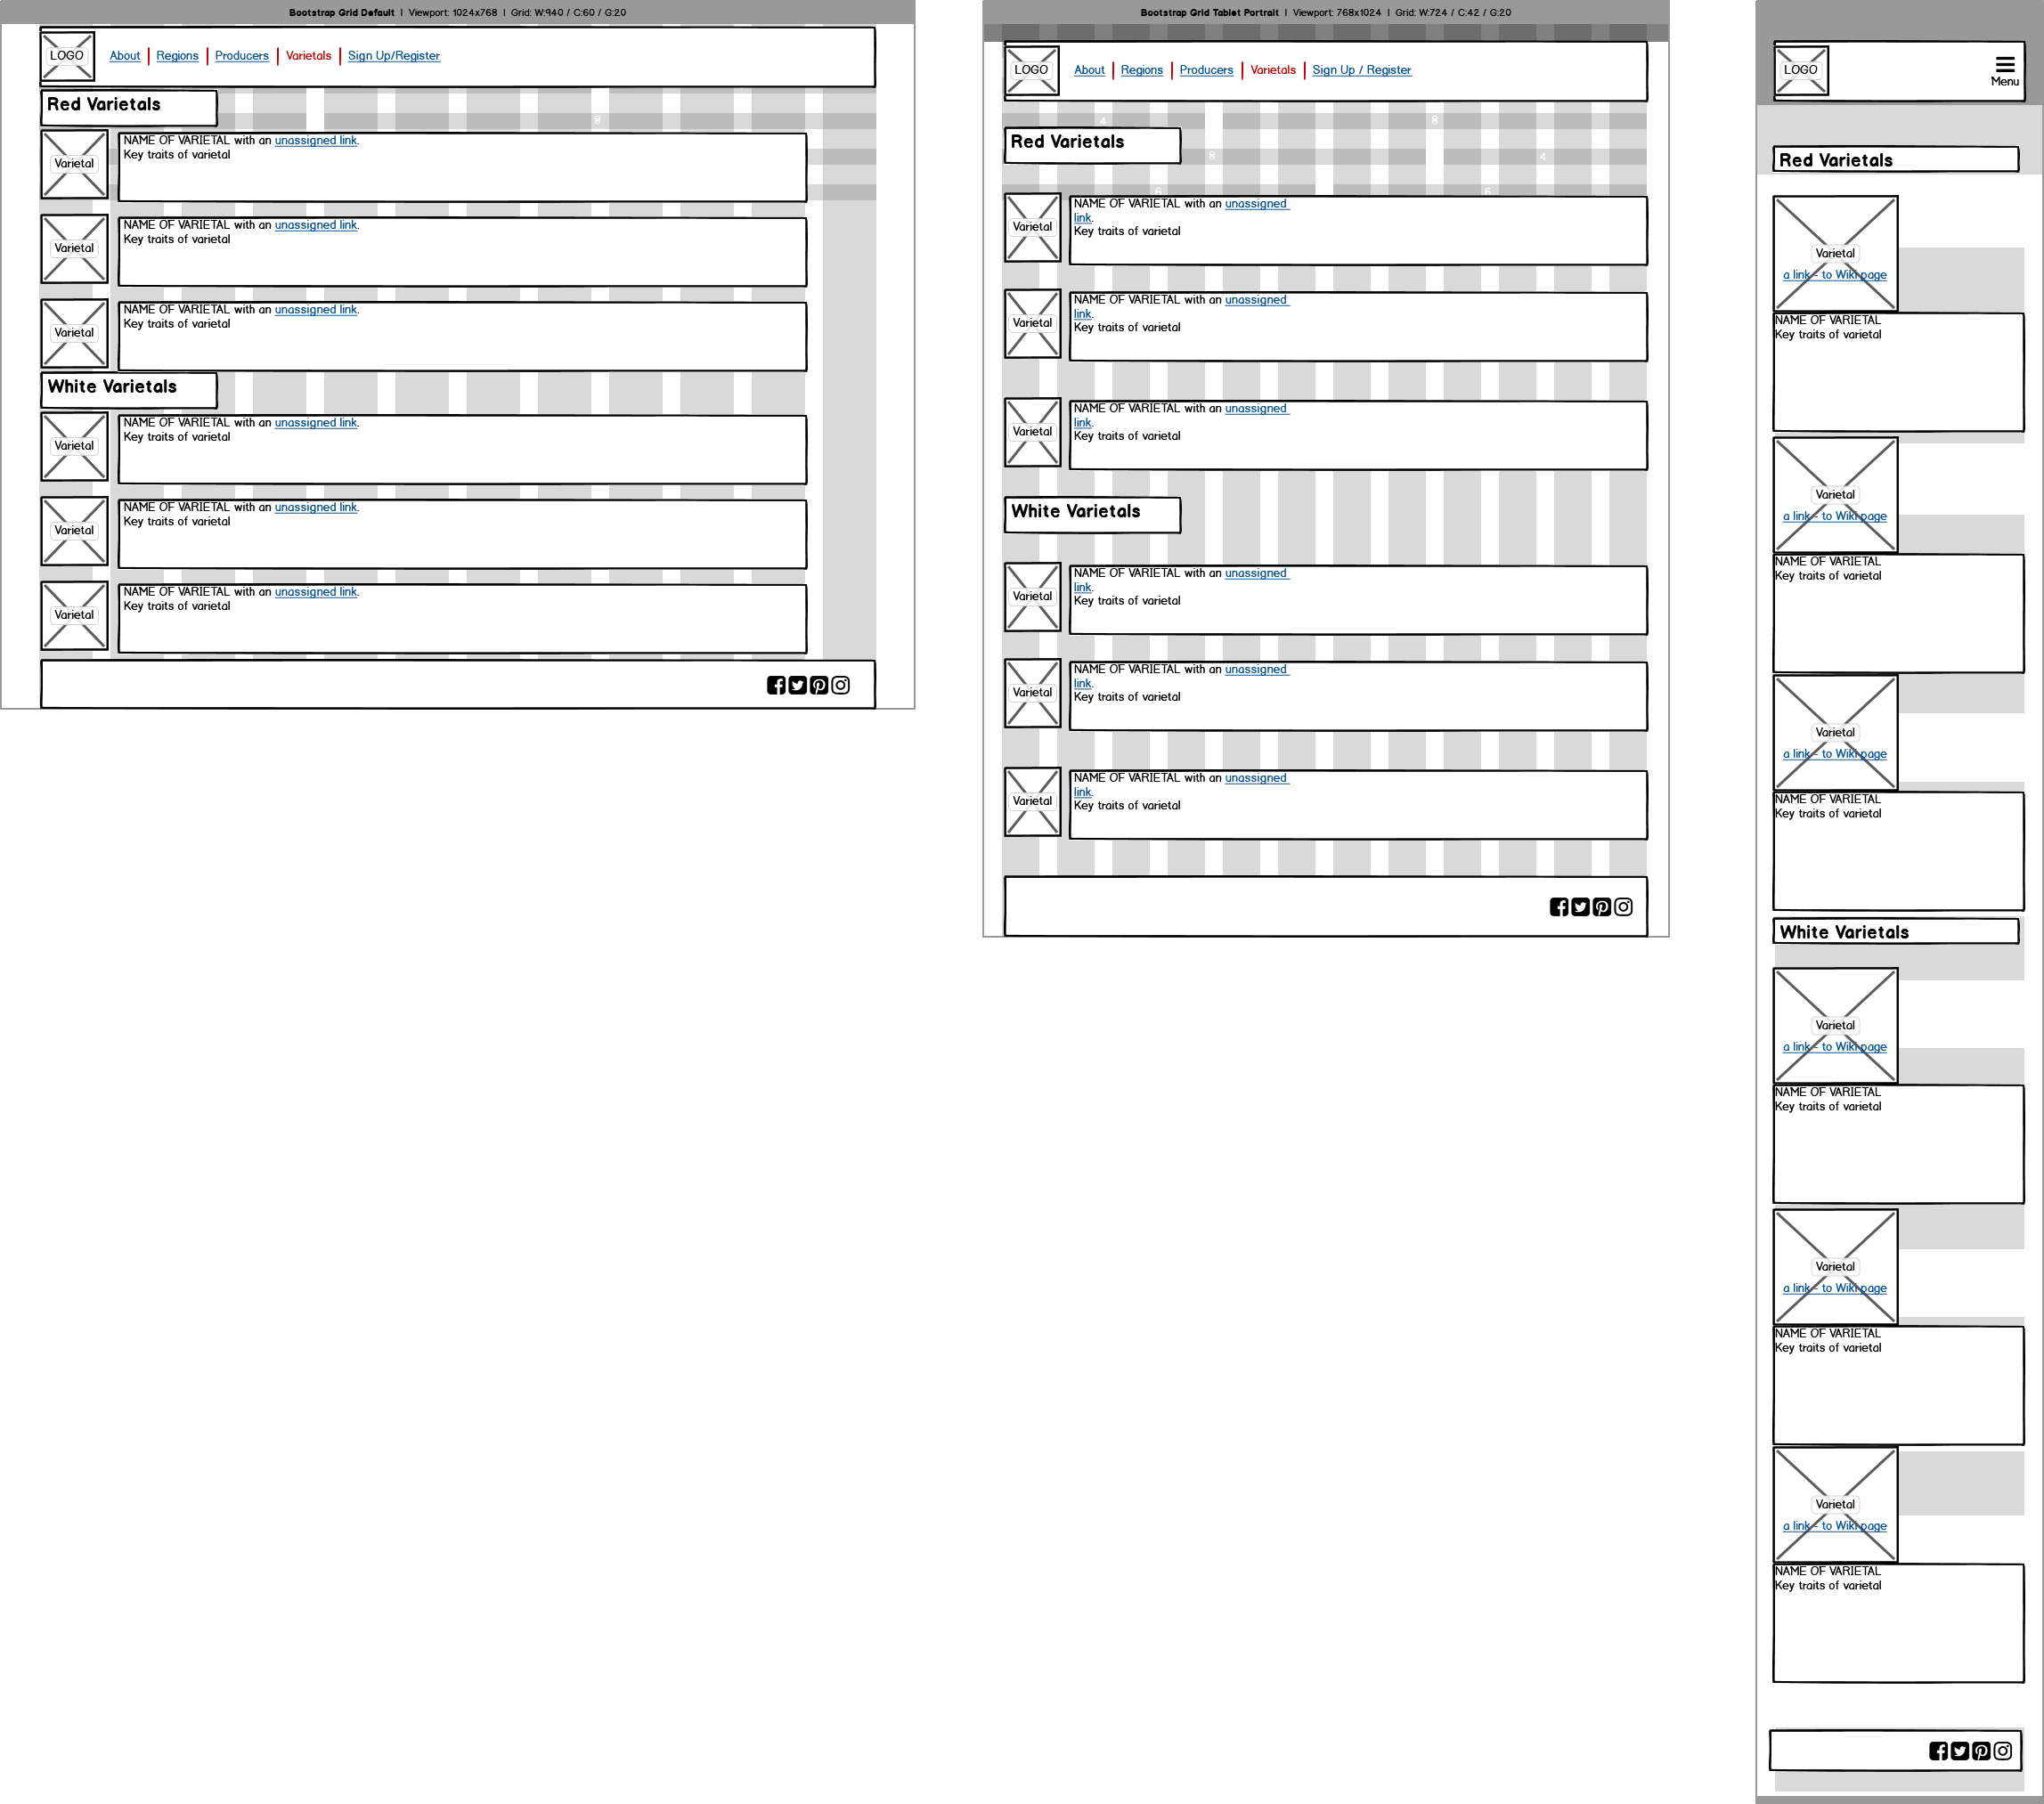 Bootstrap Grid Default | Viewport: 1024x768 | Grid: W:940 / C:60 / G:20
LOGO
About | Regions | Producers | Varietals | Sign Up/Register
Red Varietals
8
Varietal
NAME OF VARIETAL with an unassigned link.
Key traits of varietal
Varietal
NAME OF VARIETAL with an unassigned link.
Key traits of varietal
Varietal
NAME OF VARIETAL with an unassigned link.
Key traits of varietal
White Varietals
Varietal
NAME OF VARIETAL with an unassigned link.
Key traits of varietal
Varietal
NAME OF VARIETAL with an unassigned link.
Key traits of varietal
Varietal
NAME OF VARIETAL with an unassigned link.
Key traits of varietal
Bootstrap Grid Tablet Portrait | Viewport: 768x1024 | Grid: W:724 / C:42 / G:20
LOGO
About | Regions | Producers | Varietals | Sign Up / Register
4 8
Red Varietals
8 4
6 6
Varietal
NAME OF VARIETAL with an unassigned
link.
Key traits of varietal
Varietal
NAME OF VARIETAL with an unassigned
link.
Key traits of varietal
Varietal
NAME OF VARIETAL with an unassigned
link.
Key traits of varietal
White Varietals
Varietal
NAME OF VARIETAL with an unassigned
link.
Key traits of varietal
Varietal
NAME OF VARIETAL with an unassigned
link.
Key traits of varietal
Varietal
NAME OF VARIETAL with an unassigned
link.
Key traits of varietal
LOGO
Menu
Red Varietals
Varietal
a link - to Wiki page
NAME OF VARIETAL
Key traits of varietal
Varietal
a link - to Wiki page
NAME OF VARIETAL
Key traits of varietal
Varietal
a link - to Wiki page
NAME OF VARIETAL
Key traits of varietal
White Varietals
Varietal
a link - to Wiki page
NAME OF VARIETAL
Key traits of varietal
Varietal
a link - to Wiki page
NAME OF VARIETAL
Key traits of varietal
Varietal
a link - to Wiki page
NAME OF VARIETAL
Key traits of varietal